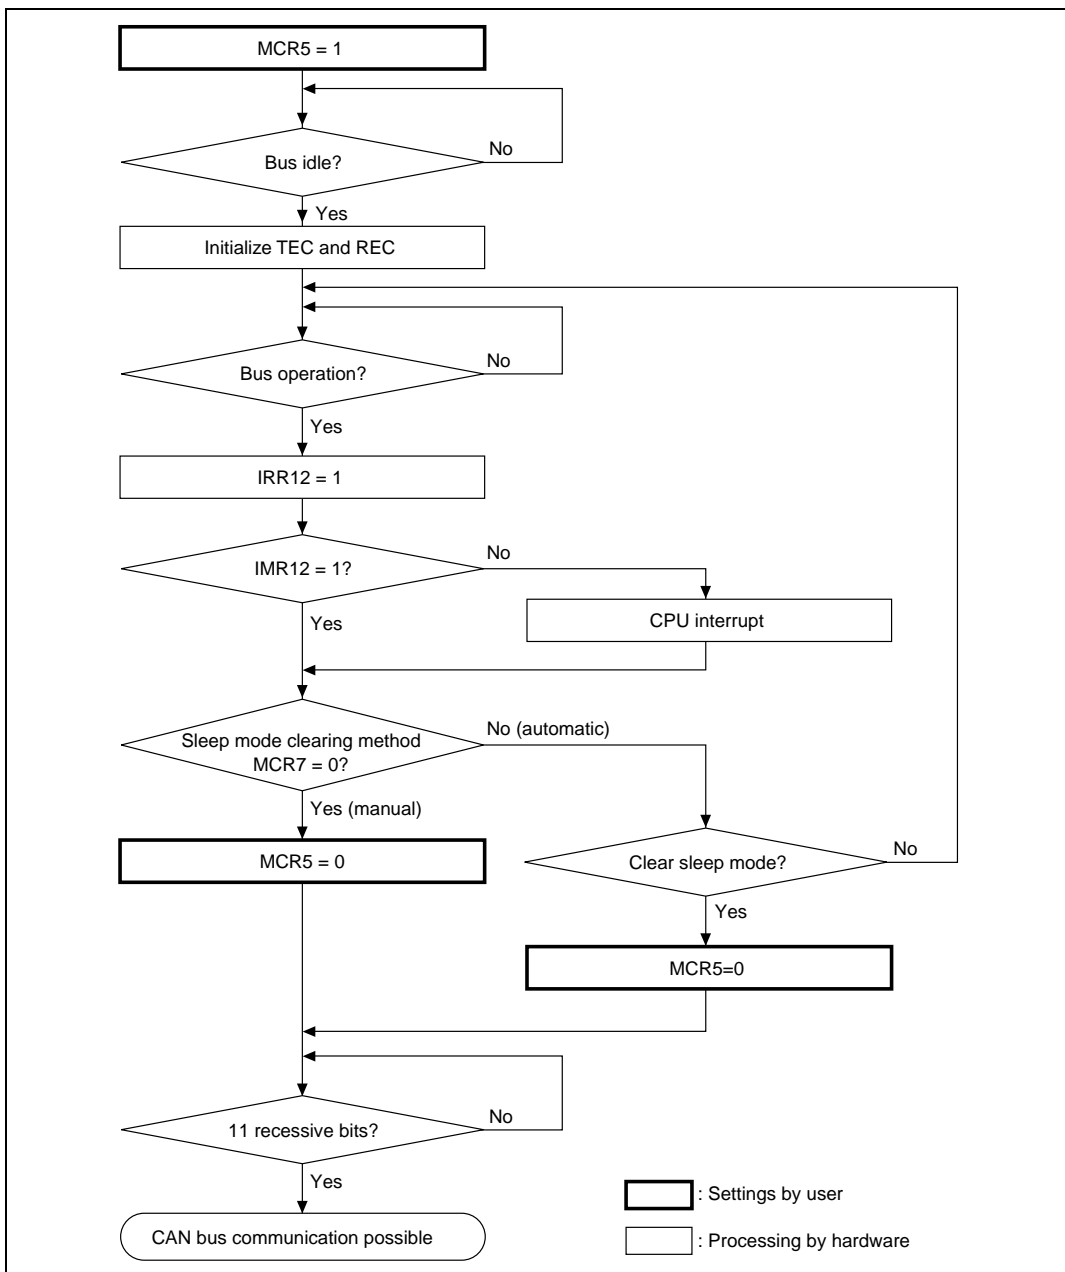 MCR5 = 1
Bus idle?
No
Yes
Initialize TEC and REC
Bus operation?
No
Yes
IRR12 = 1
IMR12 = 1?
No
Yes
CPU interrupt
Sleep mode clearing method
MCR7 = 0?
No (automatic)
Yes (manual)
MCR5 = 0
Clear sleep mode?
No
Yes
MCR5=0
11 recessive bits?
No
Yes
CAN bus communication possible
: Settings by user
: Processing by hardware